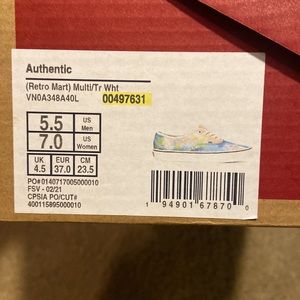 Authentic
(Retro Mart) Multi/Tr Wht
VN0A348A40L 00497631
5.5 US Men
7.0 US Women
UK EUR CM
4.5 37.0 23.5
PO#0140717005000010
FSV - 02/21
CPSIA PO/CUT#
400115895000010
1 94901 67870 0